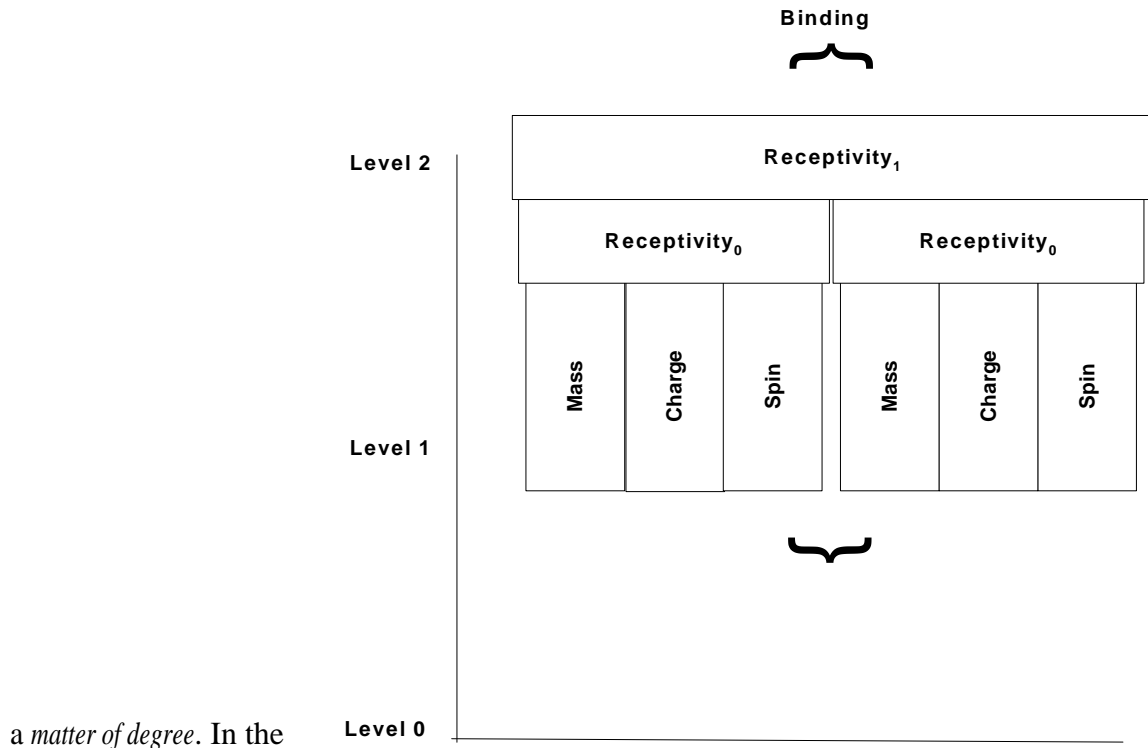 Binding
Level 2
Receptivity₁
Receptivity₀ Receptivity₀
Mass Charge Spin Mass Charge Spin
Level 1
a matter of degree. In the
Level 0